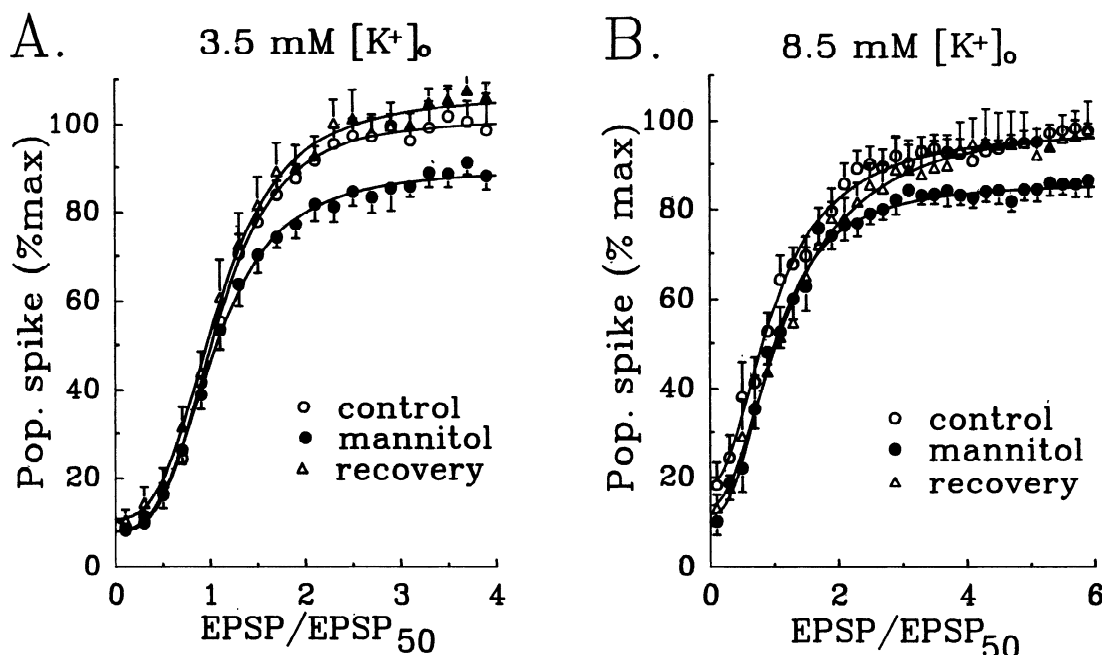 A.
3.5 mM [K+]o
Pop. spike (%max)
100
80
60
40
20
0
control
mannitol
recovery
0 1 2 3 4
EPSP/EPSP50
B.
8.5 mM [K+]o
Pop. spike (% max)
100
80
60
40
20
0
control
mannitol
recovery
0 2 4 6
EPSP/EPSP50